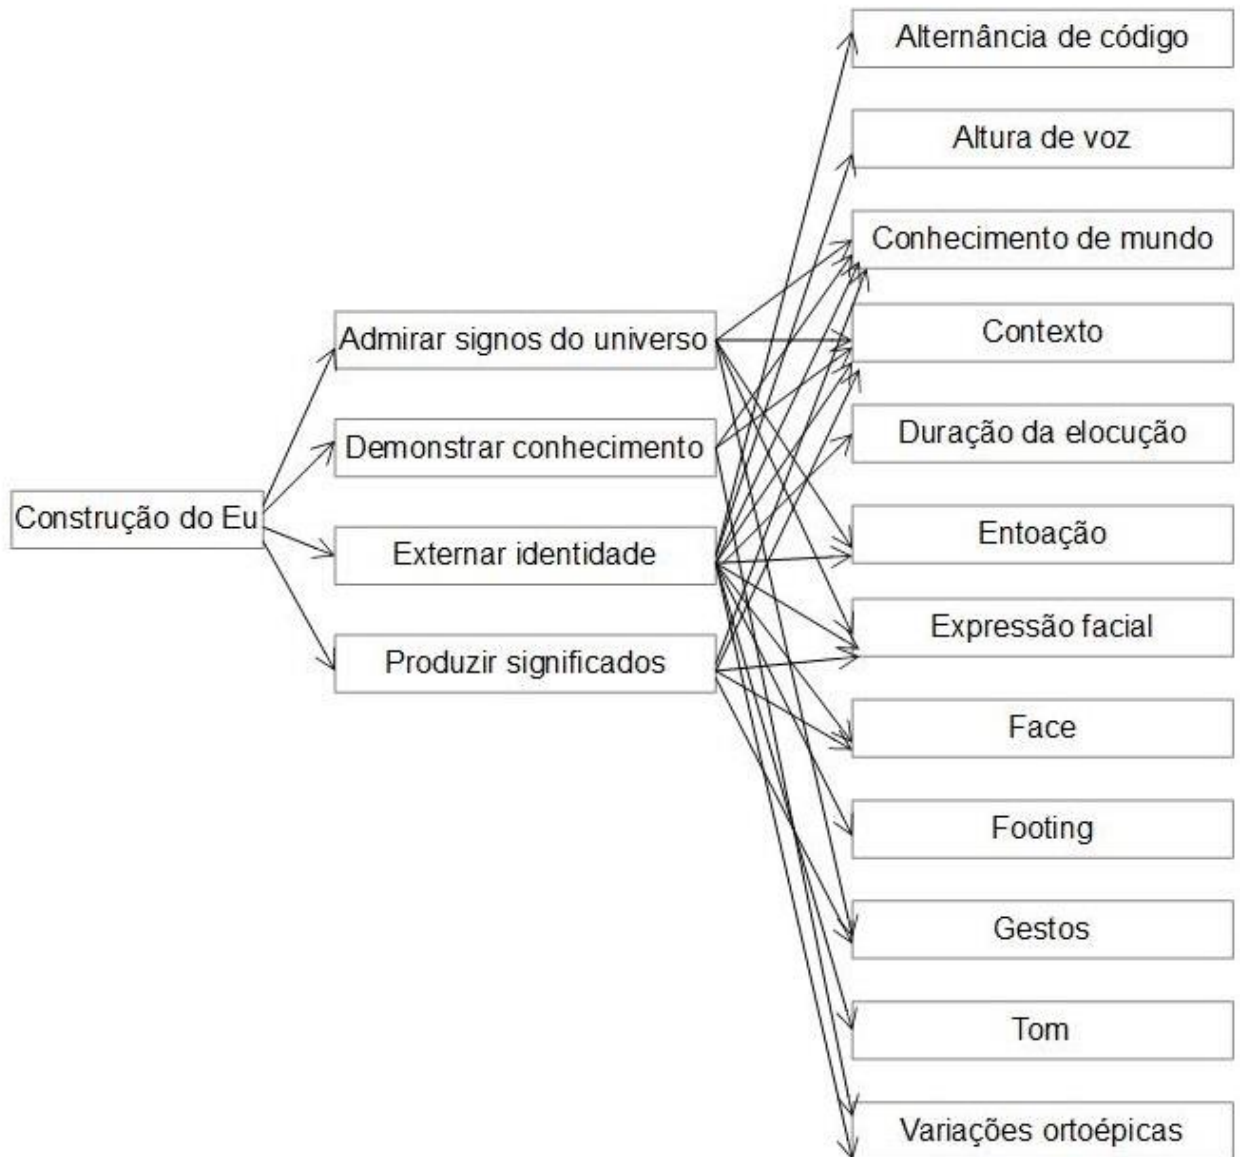 Construção do Eu
Admirar signos do universo
Demonstrar conhecimento
Externar identidade
Produzir significados
Alternância de código
Altura de voz
Conhecimento de mundo
Contexto
Duração da elocução
Entoação
Expressão facial
Face
Footing
Gestos
Tom
Variações ortoépicas